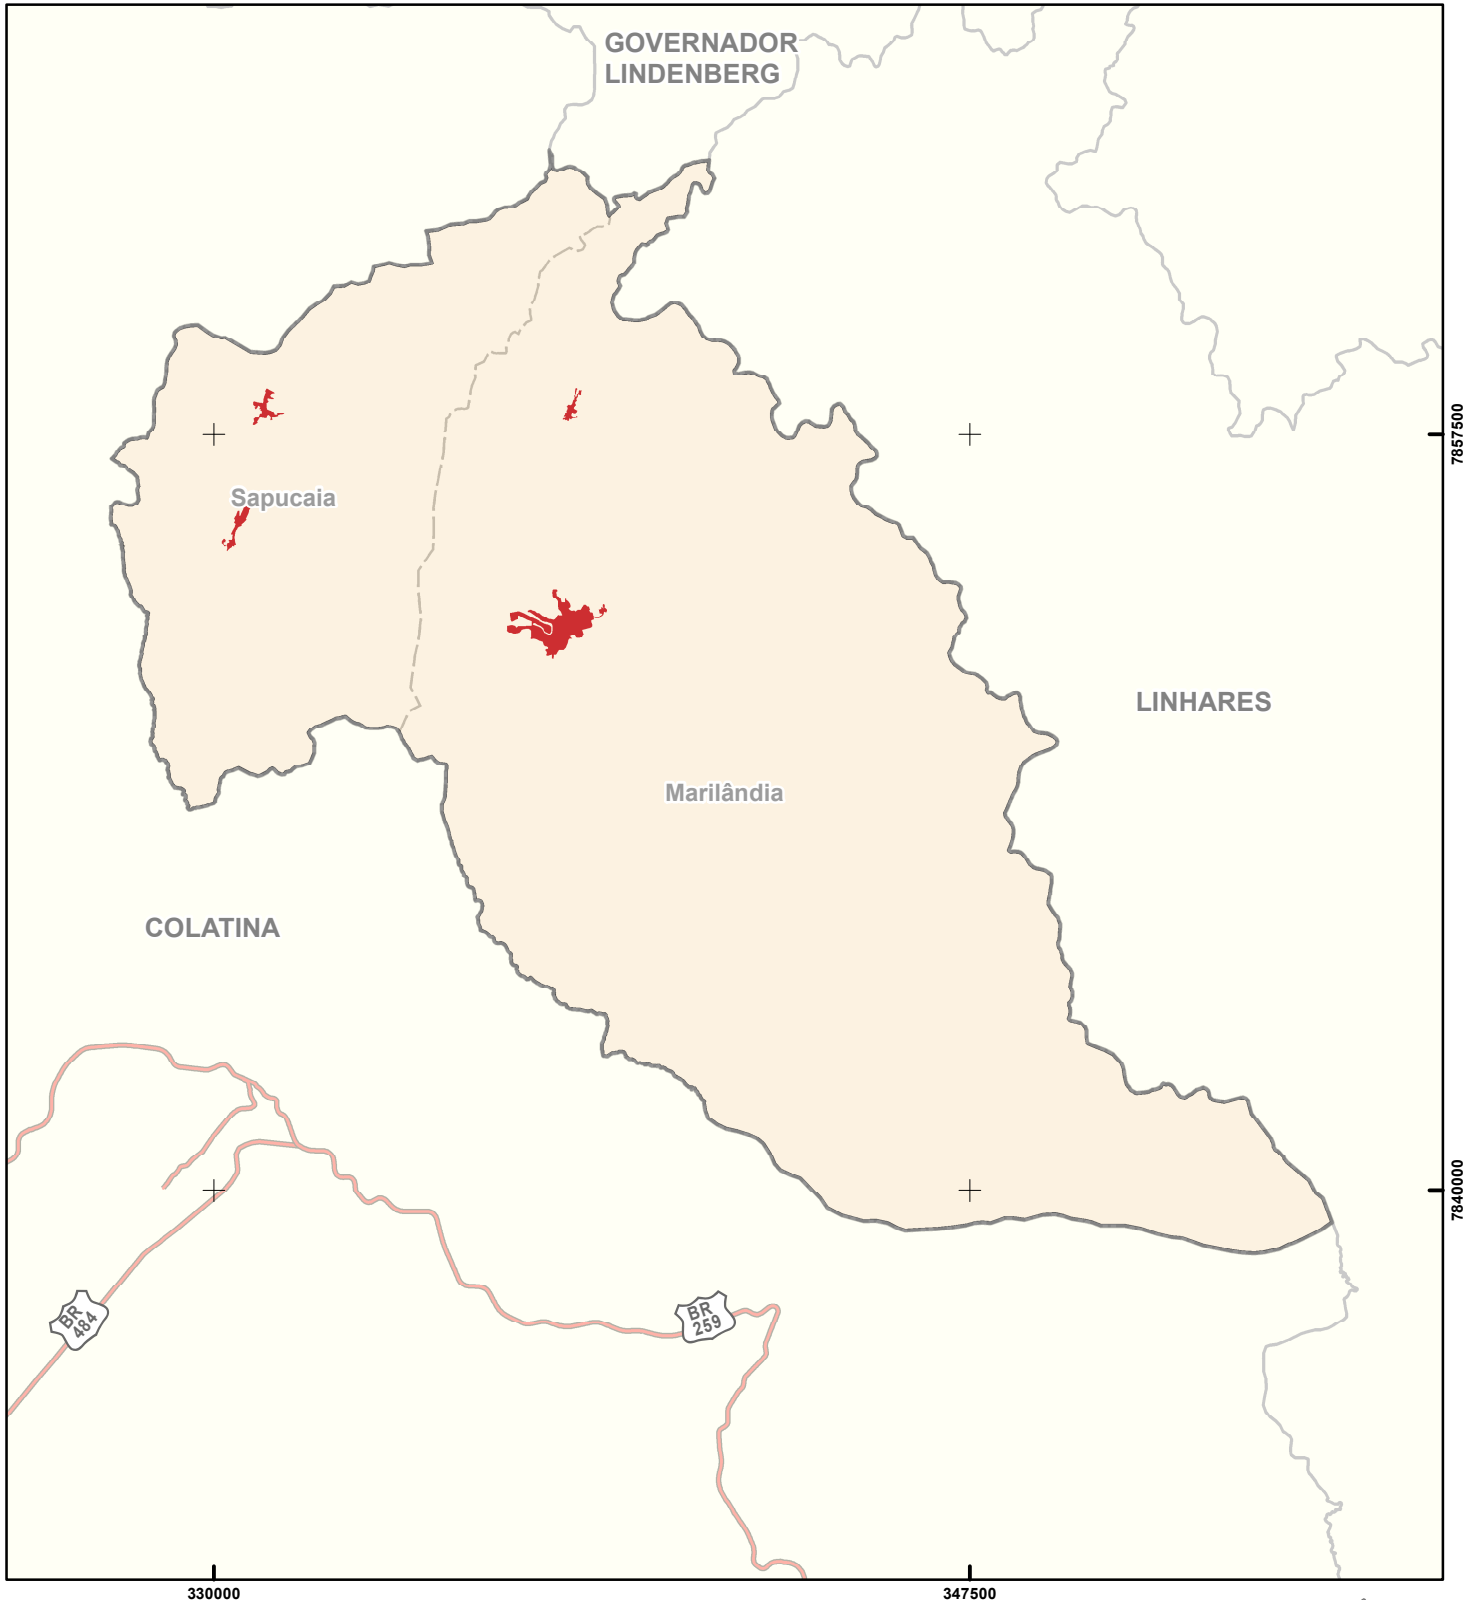 GOVERNADOR
LINDENBERG
7857500
Sapucaia
LINHARES
Marilândia
COLATINA
7840000
BR
484
BR
259
330000
347500